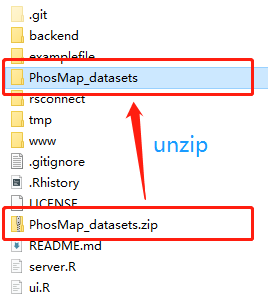 .git
backend
examplefile
PhosMap_datasets
rsconnect
tmp
unzip
www
.gitignore
.Rhistory
LICENSE
PhosMap_datasets.zip
README.md
server.R
ui.R